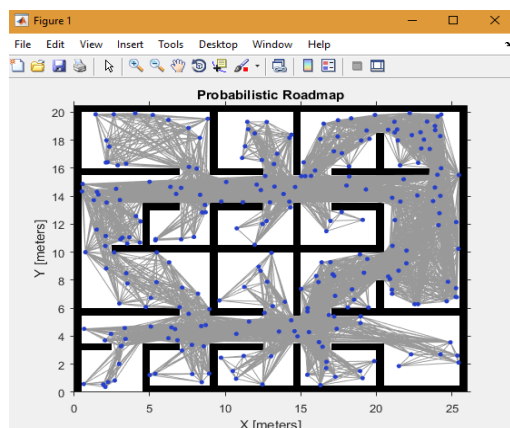 Figure 1
File Edit View Insert Tools Desktop Window Help
Probabilistic Roadmap
20
18
16
14
12
10
8
6
4
2
0
Y [meters]
0 5 10 15 20 25
X [meters]